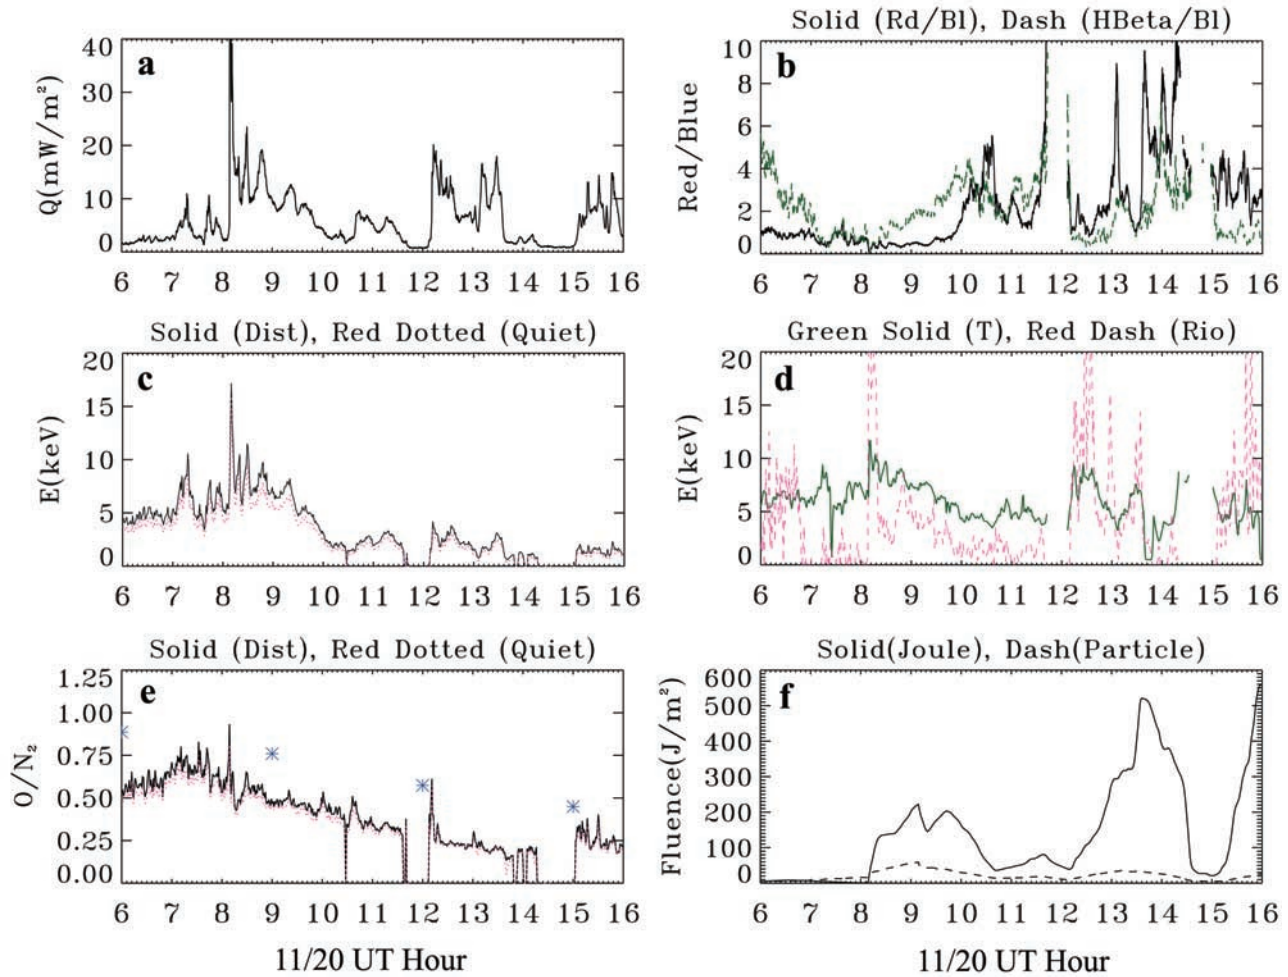 Solid (Rd/Bl), Dash (HBeta/Bl)
a
b
Q(mW/m²)
40
30
20
10
0
6 7 8 9 10 11 12 13 14 15 16
Red/Blue
10
8
6
4
2
0
6 7 8 9 10 11 12 13 14 15 16
Solid (Dist), Red Dotted (Quiet)
Green Solid (T), Red Dash (Rio)
c
d
E(keV)
20
15
10
5
0
6 7 8 9 10 11 12 13 14 15 16
E(keV)
20
15
10
5
0
6 7 8 9 10 11 12 13 14 15 16
Solid (Dist), Red Dotted (Quiet)
Solid(Joule), Dash(Particle)
e
f
O/N₂
1.25
1.00
0.75
0.50
0.25
0.00
6 7 8 9 10 11 12 13 14 15 16
11/20 UT Hour
Fluence(J/m²)
600
500
400
300
200
100
0
6 7 8 9 10 11 12 13 14 15 16
11/20 UT Hour